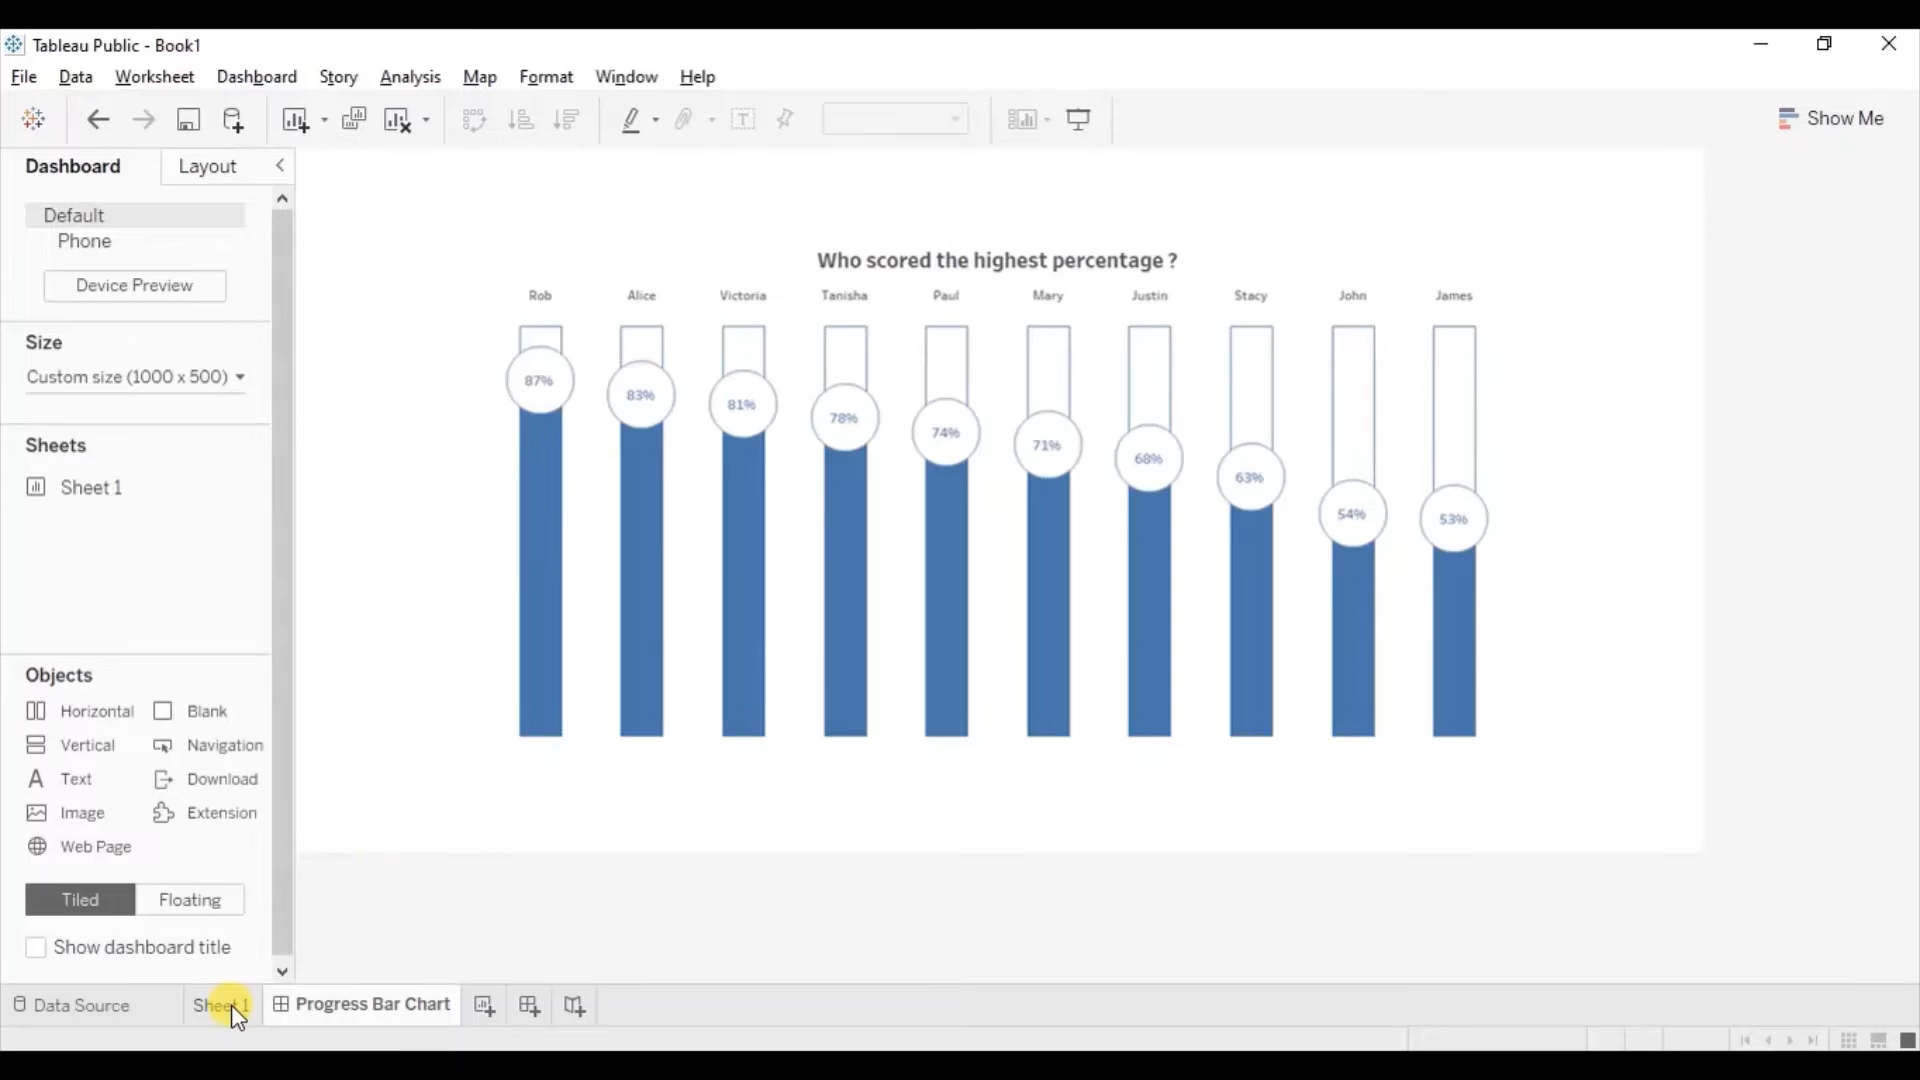 Tableau Public - Book1
File Data Worksheet Dashboard Story Analysis Map Format Window Help
Show Me
Dashboard Layout
Default
Phone
Device Preview
Size
Custom size (1000 x 500)
Sheets
Sheet 1
Objects
Horizontal Blank
Vertical Navigation
Text Download
Image Extension
Web Page
Tiled Floating
Show dashboard title
Who scored the highest percentage ?
Rob Alice Victoria Tanisha Paul Mary Justin Stacy John James
87% 83% 81% 78% 74% 71% 68% 63% 54% 53%
Data Source Sheet 1 Progress Bar Chart